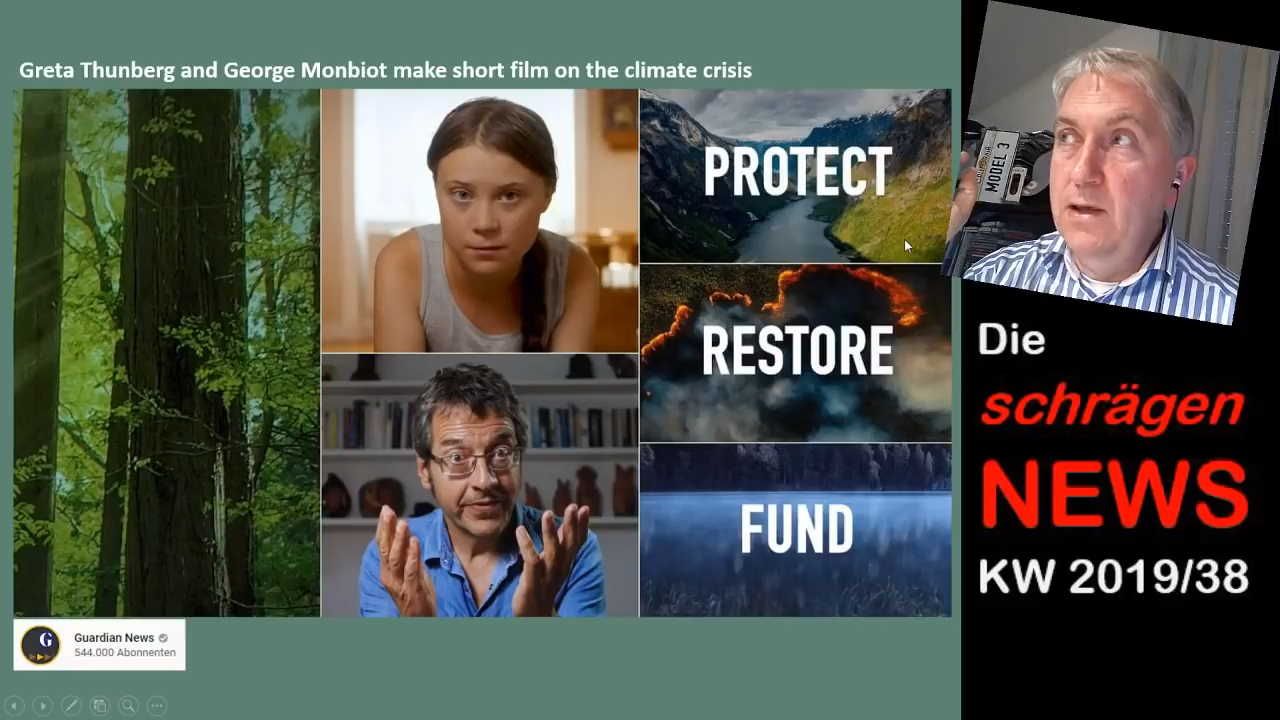 Greta Thunberg and George Monbiot make short film on the climate crisis
PROTECT
RESTORE
FUND
G
Guardian News
544.000 Abonnenten
MODEL 3
Die
schrägen
NEWS
KW 2019/38